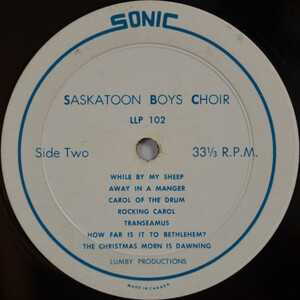 SONIC
SASKATOON BOYS CHOIR
LLP 102
Side Two 33⅓ R.P.M.
WHILE BY MY SHEEP
AWAY IN A MANGER
CAROL OF THE DRUM
ROCKING CAROL
TRANSEAMUS
HOW FAR IS IT TO BETHLEHEM?
THE CHRISTMAS MORN IS DAWNING
LUMBY PRODUCTIONS
MADE IN CANADA